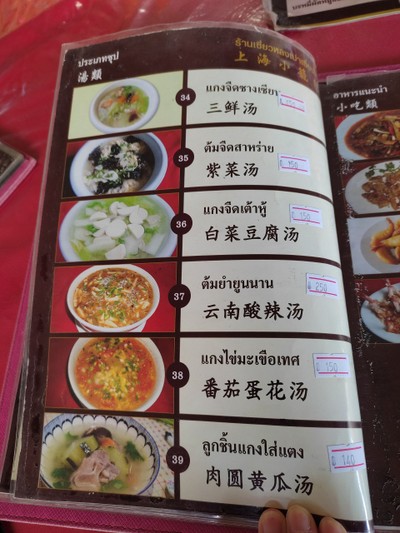 ประเภทซุป
湯類
上海小
34
แกงจืดซางเซียน
三鲜汤
35
ต้มจืดสาหร่าย
紫菜汤
150
36
แกงจืดเต้าหู้
白菜豆腐汤
150
37
ต้มยำยูนนาน
云南酸辣汤
250
38
แกงไข่มะเขือเทศ
番茄蛋花汤
150
39
ลูกชิ้นแกงใส่แตง
肉圆黄瓜汤
140
อาหารแนะนำ
小吃類